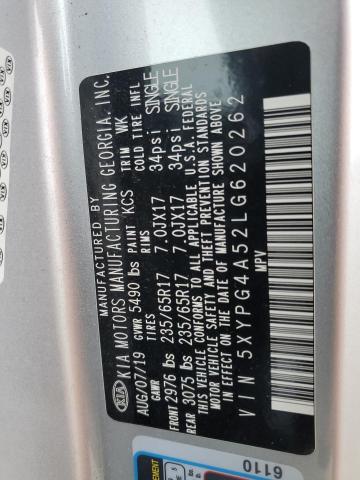 MANUFACTURED BY
KIA KIA MOTORS MANUFACTURING GEORGIA, INC.
AUG/07/19 GVWR 5490 lbs PAINT KCS TRIM WK
GAWR TIRES RIMS COLD TIRE INFL
FRONT 2976 lbs 235/65R17 7.0JX17 34psi SINGLE
REAR 3075 lbs 235/65R17 7.0JX17 34psi SINGLE
THIS VEHICLE CONFORMS TO ALL APPLICABLE U.S.A. FEDERAL
MOTOR VEHICLE SAFETY AND THEFT PREVENTION STANDARDS
IN EFFECT ON THE DATE OF MANUFACTURE SHOWN ABOVE
VIN 5XYPG4A52LG620262
MPV
6110